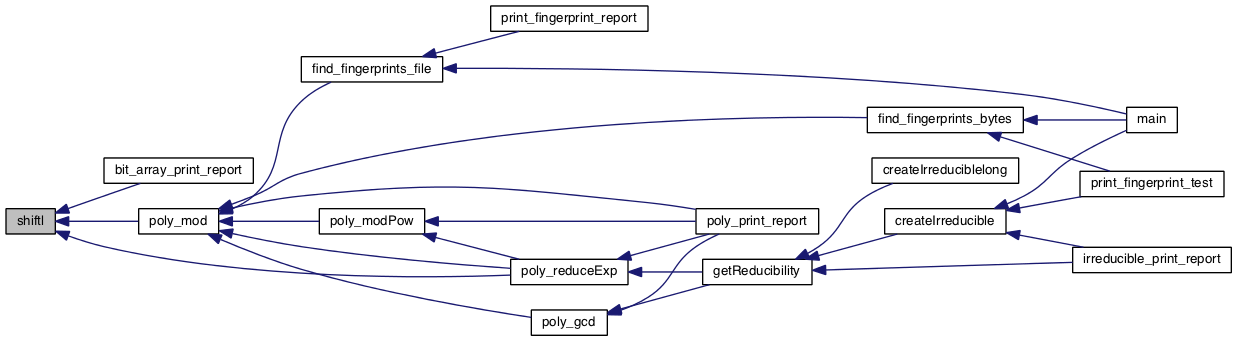 print_fingerprint_report
find_fingerprints_file
find_fingerprints_bytes
main
bit_array_print_report
createIrreduciblelong
print_fingerprint_test
shiftl
poly_mod
poly_modPow
poly_print_report
createIrreducible
irreducible_print_report
poly_reduceExp
getReducibility
poly_gcd